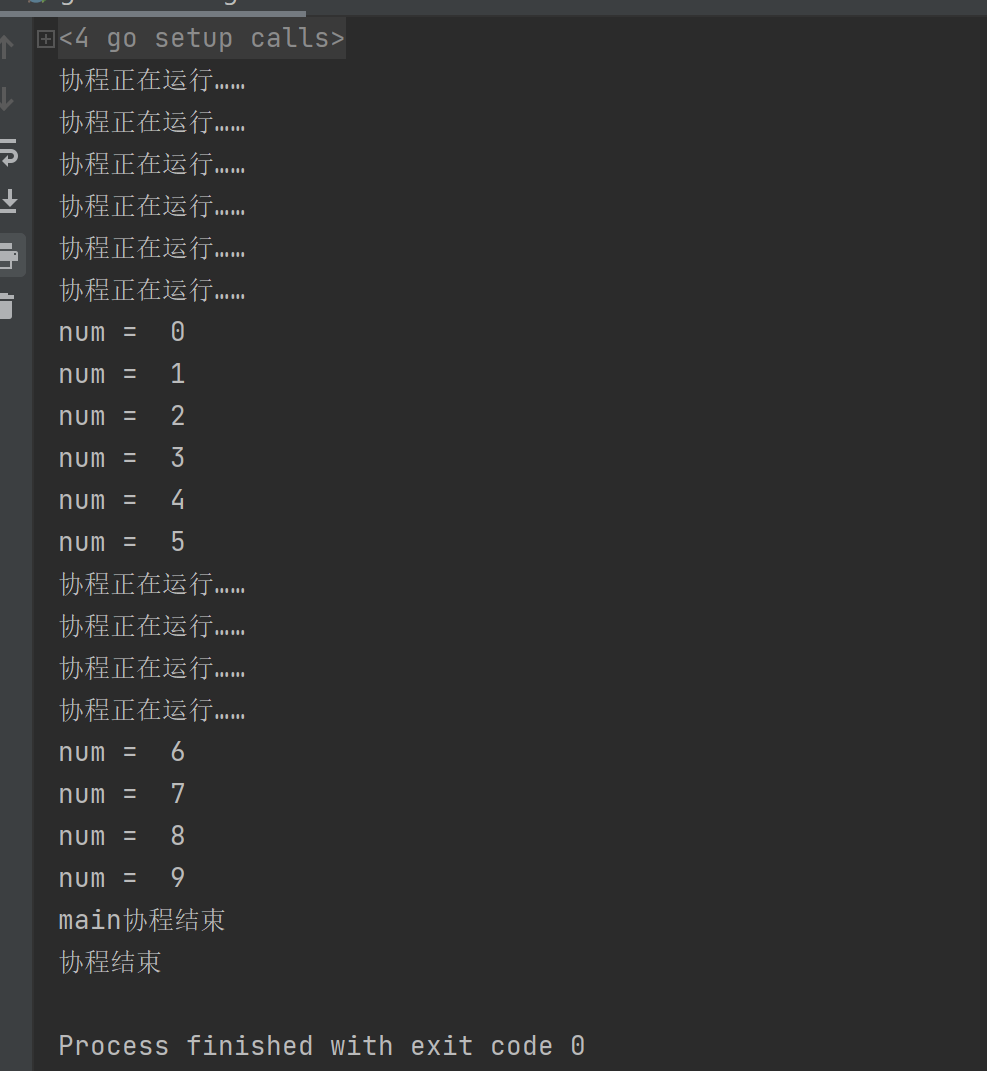 <4 go setup calls>
协程正在运行……
协程正在运行……
协程正在运行……
协程正在运行……
协程正在运行……
协程正在运行……
num =  0
num =  1
num =  2
num =  3
num =  4
num =  5
协程正在运行……
协程正在运行……
协程正在运行……
协程正在运行……
num =  6
num =  7
num =  8
num =  9
main协程结束
协程结束
Process finished with exit code 0